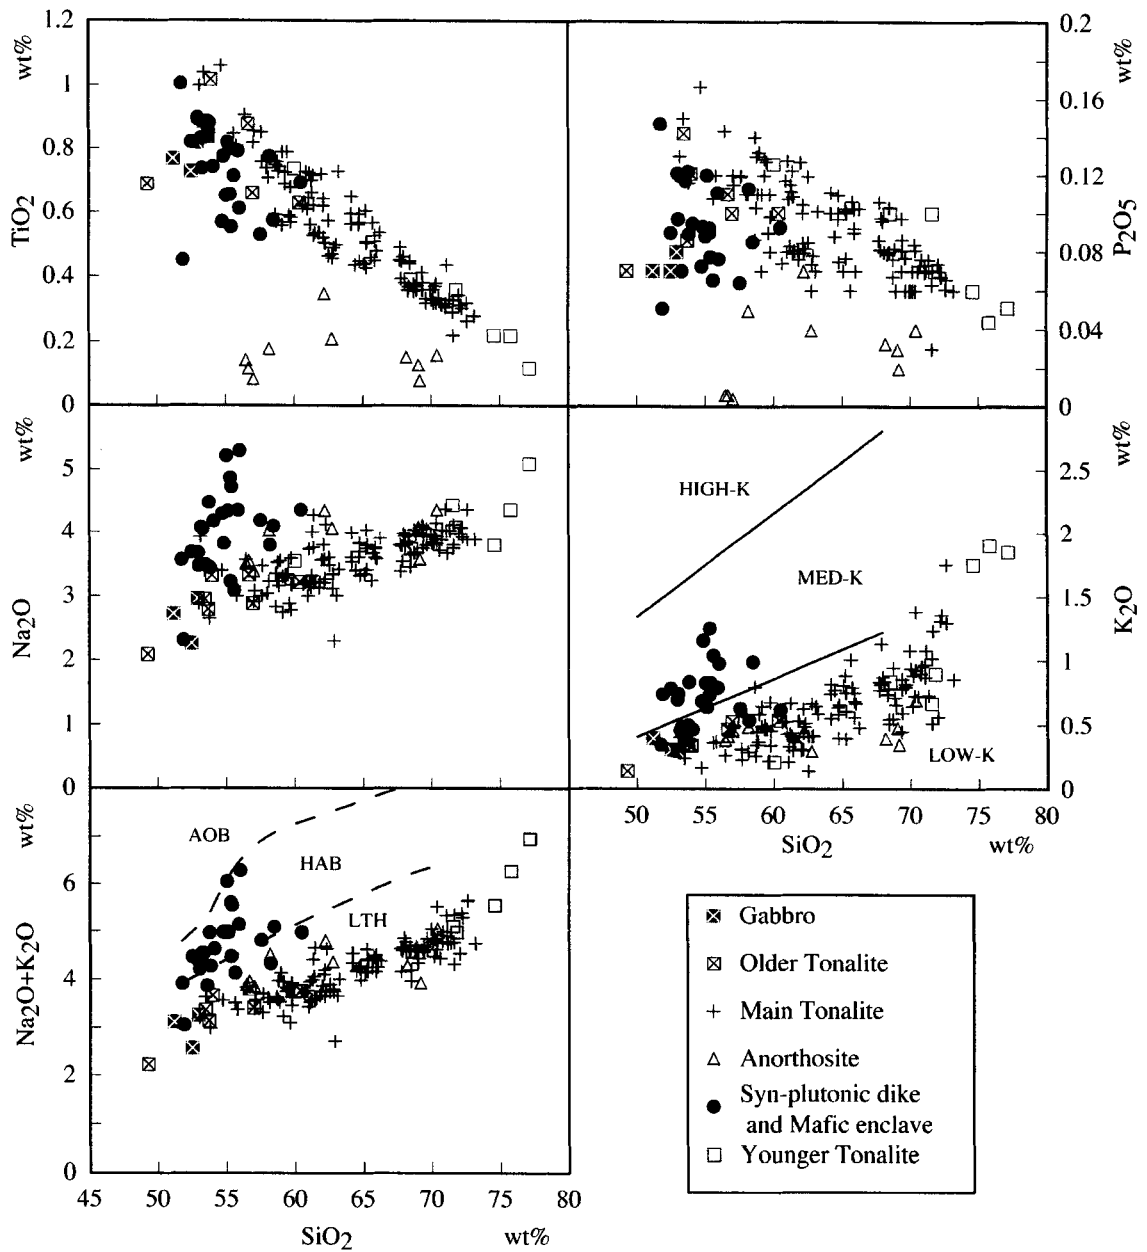 1.2
1
0.8
0.6
0.4
0.2
0
TiO2
wt%
0.2
0.16
0.12
0.08
0.04
0
P2O5
wt%
5
4
3
2
1
0
Na2O
wt%
HIGH-K
MED-K
LOW-K
2.5
2
1.5
1
0.5
0
K2O
wt%
50 55 60 65 70 75 80
SiO2 wt%
AOB
HAB
LTH
6
4
2
0
Na2O+K2O
wt%
45 50 55 60 65 70 75 80
SiO2 wt%
Gabbro
Older Tonalite
Main Tonalite
Anorthosite
Syn-plutonic dike
and Mafic enclave
Younger Tonalite